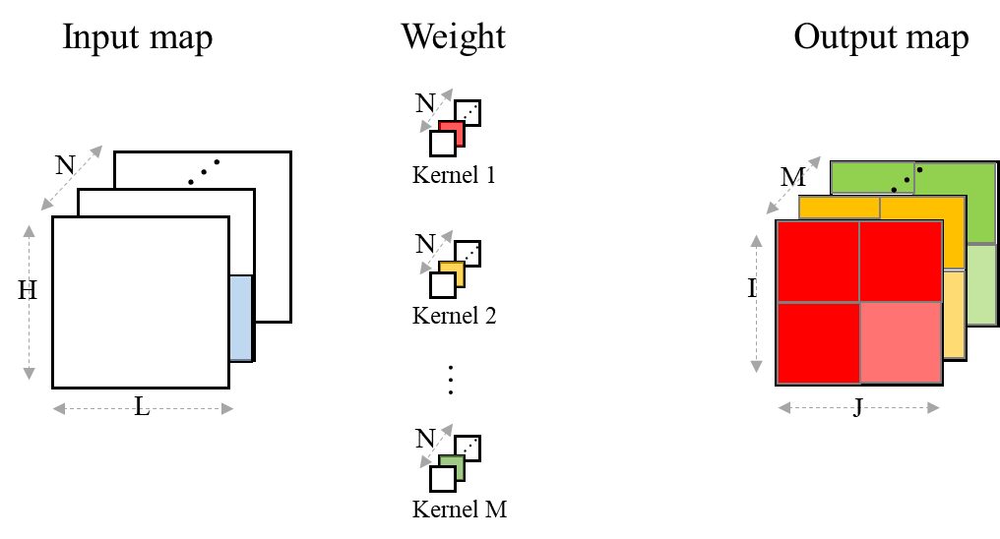 Input map
Weight
Output map
N
H
L
N
Kernel 1
N
Kernel 2
N
Kernel M
M
I
J